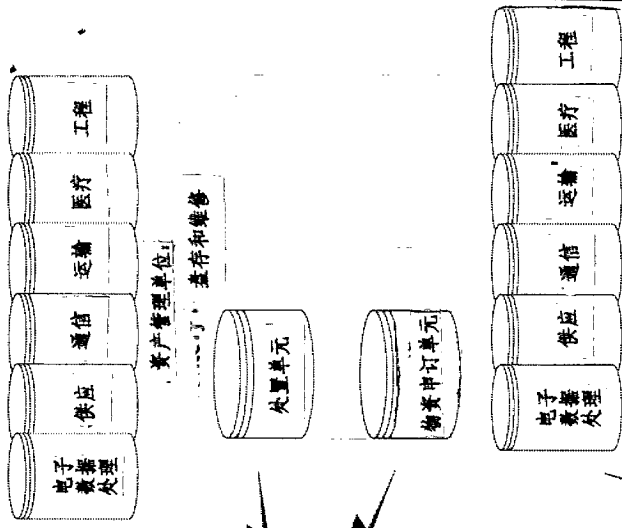 电子
数据
处理
供应
通信
运输
医疗
工程
资产管理单位
盘存和维修
处置单元
物资申订单元
电子
数据
处理
供应
通信
运输
医疗
工程